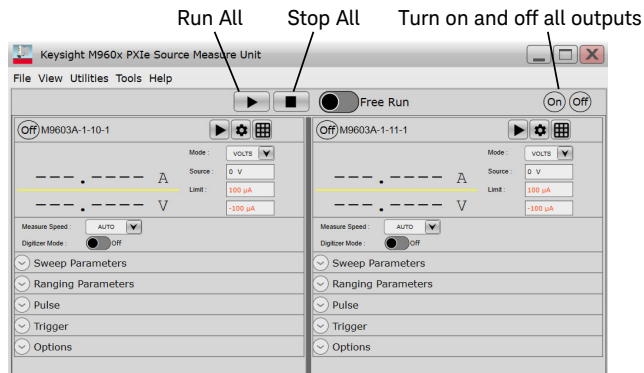 Run All Stop All Turn on and off all outputs
Keysight M960x PXIe Source Measure Unit
File View Utilities Tools Help
Free Run On Off
Off M9603A-1-10-1
Mode : VOLTS
Source : 0 V
Limit : 100 µA
-100 µA
---.---- A
---.---- V
Measure Speed : AUTO
Digitizer Mode : Off
Sweep Parameters
Ranging Parameters
Pulse
Trigger
Options
Off M9603A-1-11-1
Mode : VOLTS
Source : 0 V
Limit : 100 µA
-100 µA
---.---- A
---.---- V
Measure Speed : AUTO
Digitizer Mode : Off
Sweep Parameters
Ranging Parameters
Pulse
Trigger
Options